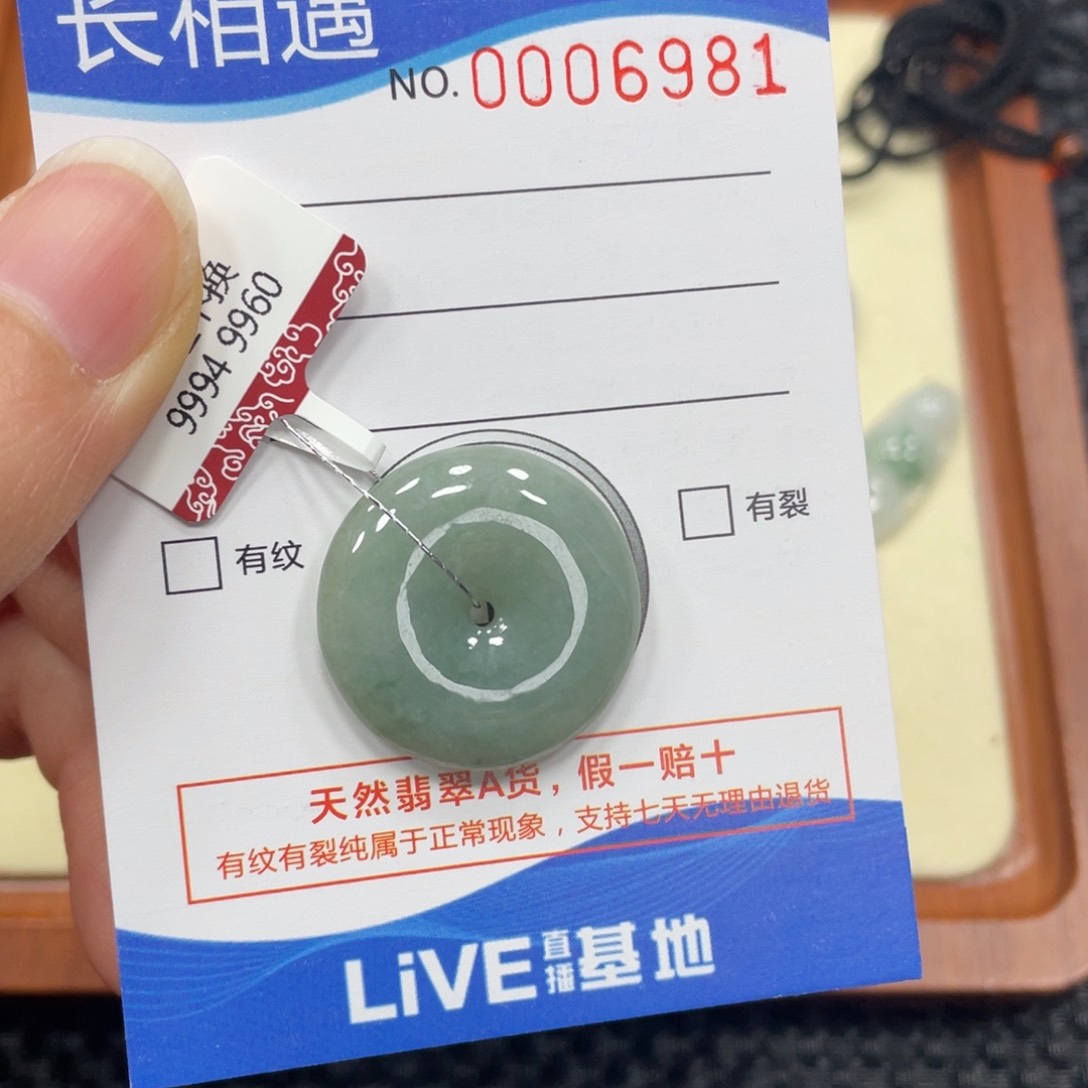 长相遇
NO. 0006981
换
9994 9960
有纹
有裂
天然翡翠A货，假一赔十
有纹有裂纯属于正常现象，支持七天无理由退货
LiVE直播基地